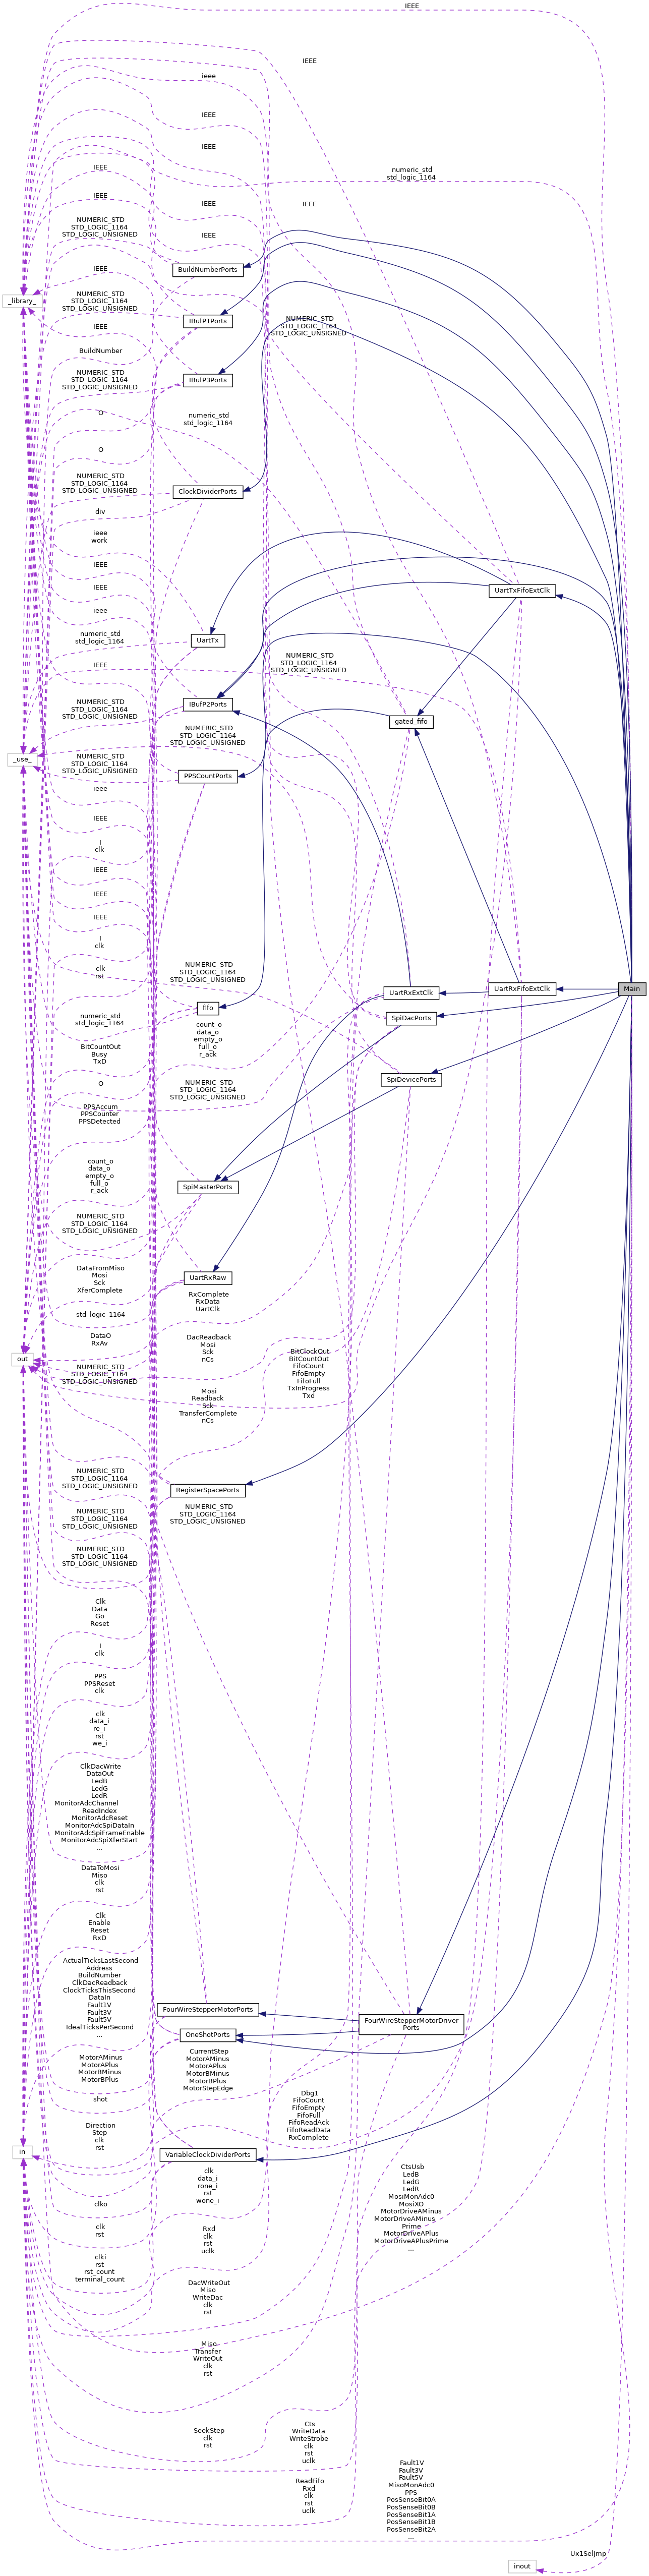 IEEE
IEEE
ieee
IEEE
IEEE
IEEE
numeric_std
std_logic_1164
IEEE
IEEE
IEEE
NUMERIC_STD
STD_LOGIC_1164
STD_LOGIC_UNSIGNED
IEEE
BuildNumberPorts
IEEE
_library_
NUMERIC_STD
STD_LOGIC_1164
STD_LOGIC_UNSIGNED
IBufP1Ports
NUMERIC_STD
STD_LOGIC_1164
STD_LOGIC_UNSIGNED
IEEE
BuildNumber
NUMERIC_STD
STD_LOGIC_1164
STD_LOGIC_UNSIGNED
IBufP3Ports
O
numeric_std
std_logic_1164
O
NUMERIC_STD
STD_LOGIC_1164
STD_LOGIC_UNSIGNED
ClockDividerPorts
div
ieee
work
IEEE
IEEE
UartTxFifoExtClk
ieee
numeric_std
std_logic_1164
UartTx
IEEE
NUMERIC_STD
STD_LOGIC_1164
STD_LOGIC_UNSIGNED
NUMERIC_STD
STD_LOGIC_1164
STD_LOGIC_UNSIGNED
IBufP2Ports
gated_fifo
NUMERIC_STD
STD_LOGIC_1164
STD_LOGIC_UNSIGNED
_use_
NUMERIC_STD
STD_LOGIC_1164
STD_LOGIC_UNSIGNED
PPSCountPorts
ieee
IEEE
I
clk
IEEE
IEEE
IEEE
I
clk
NUMERIC_STD
STD_LOGIC_1164
STD_LOGIC_UNSIGNED
clk
rst
UartRxExtClk
UartRxFifoExtClk
Main
fifo
SpiDacPorts
numeric_std
std_logic_1164
count_o
data_o
empty_o
full_o
r_ack
BitCountOut
Busy
TxD
SpiDevicePorts
O
NUMERIC_STD
STD_LOGIC_1164
STD_LOGIC_UNSIGNED
PPSAccum
PPSCounter
PPSDetected
count_o
data_o
empty_o
full_o
r_ack
SpiMasterPorts
NUMERIC_STD
STD_LOGIC_1164
STD_LOGIC_UNSIGNED
DataFromMiso
Mosi
Sck
XferComplete
UartRxRaw
RxComplete
RxData
UartClk
std_logic_1164
DataO
RxAv
DacReadback
Mosi
Sck
nCs
BitClockOut
BitCountOut
FifoCount
FifoEmpty
FifoFull
TxInProgress
Txd
out
NUMERIC_STD
STD_LOGIC_1164
STD_LOGIC_UNSIGNED
Mosi
Readback
Sck
TransferComplete
nCs
NUMERIC_STD
STD_LOGIC_1164
STD_LOGIC_UNSIGNED
RegisterSpacePorts
NUMERIC_STD
STD_LOGIC_1164
STD_LOGIC_UNSIGNED
NUMERIC_STD
STD_LOGIC_1164
STD_LOGIC_UNSIGNED
NUMERIC_STD
STD_LOGIC_1164
STD_LOGIC_UNSIGNED
Clk
Data
Go
Reset
I
clk
PPS
PPSReset
clk
clk
data_i
re_i
rst
we_i
ClkDacWrite
DataOut
LedB
LedG
LedR
MonitorAdcChannel
ReadIndex
MonitorAdcReset
MonitorAdcSpiDataIn
MonitorAdcSpiFrameEnable
MonitorAdcSpiXferStart
...
DataToMosi
Miso
clk
rst
Clk
Enable
Reset
RxD
ActualTicksLastSecond
Address
BuildNumber
ClkDacReadback
ClockTicksThisSecond
DataIn
Fault1V
Fault3V
Fault5V
IdealTicksPerSecond
...
FourWireStepperMotorPorts
FourWireStepperMotorDriver
Ports
OneShotPorts
MotorAMinus
MotorAPlus
MotorBMinus
MotorBPlus
CurrentStep
MotorAMinus
MotorAPlus
MotorBMinus
MotorBPlus
MotorStepEdge
shot
Dbg1
FifoCount
FifoEmpty
FifoFull
FifoReadAck
FifoReadData
RxComplete
Direction
Step
clk
rst
in
VariableClockDividerPorts
clk
data_i
rone_i
rst
wone_i
CtsUsb
LedB
LedG
LedR
MosiMonAdc0
MosiXO
MotorDriveAMinus
MotorDriveAMinus
Prime
MotorDriveAPlus
MotorDriveAPlusPrime
...
clko
clk
rst
Rxd
clk
rst
uclk
clki
rst
rst_count
terminal_count
DacWriteOut
Miso
WriteDac
clk
rst
Miso
Transfer
WriteOut
clk
rst
SeekStep
clk
rst
Cts
WriteData
WriteStrobe
clk
rst
uclk
ReadFifo
Rxd
clk
rst
uclk
Fault1V
Fault3V
Fault5V
MisoMonAdc0
PPS
PosSenseBit0A
PosSenseBit0B
PosSenseBit1A
PosSenseBit1B
PosSenseBit2A
...
Ux1SelJmp
inout